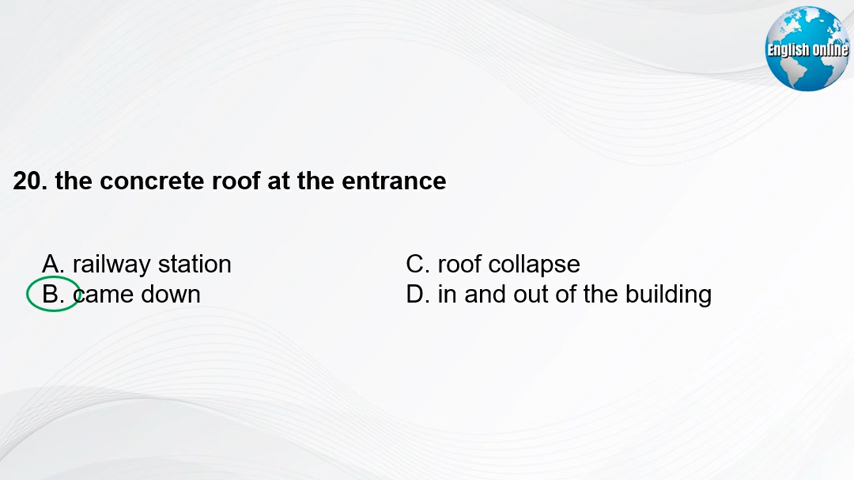 English Online
20. the concrete roof at the entrance
A. railway station
B. came down
C. roof collapse
D. in and out of the building